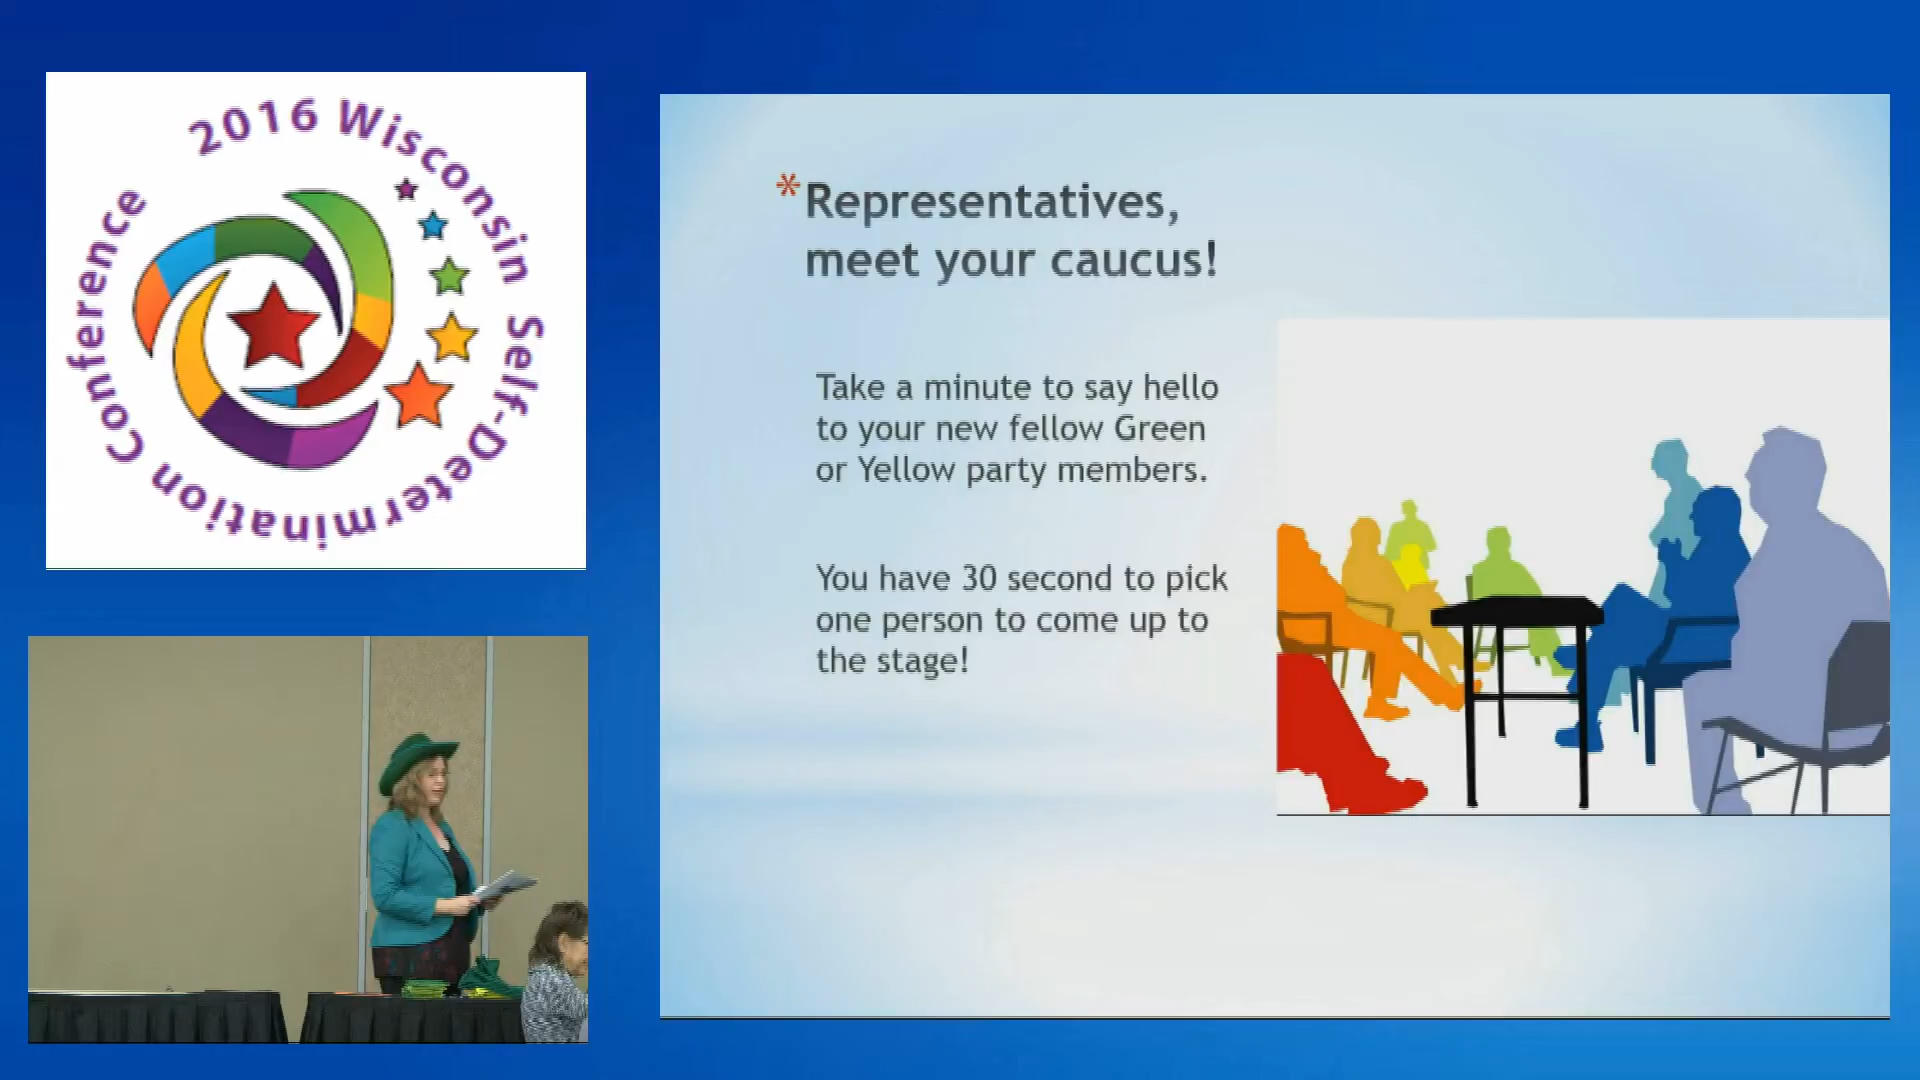 2016 Wisconsin Self-Determination Conference
*Representatives,
meet your caucus!
Take a minute to say hello
to your new fellow Green
or Yellow party members.
You have 30 second to pick
one person to come up to
the stage!